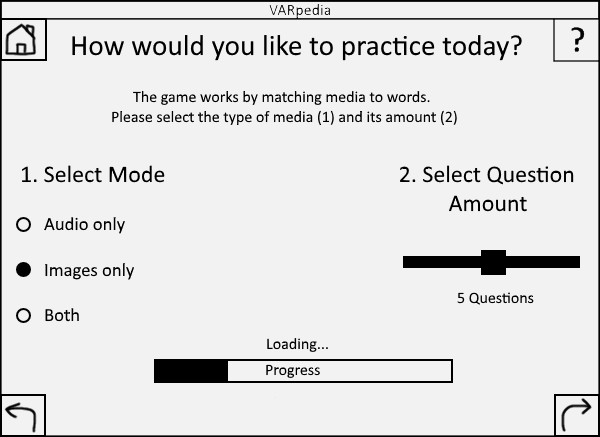 VARpedia
How would you like to practice today?
?
The game works by matching media to words.
Please select the type of media (1) and its amount (2)
1. Select Mode
Audio only
Images only
Both
2. Select Question
Amount
5 Questions
Loading...
Progress